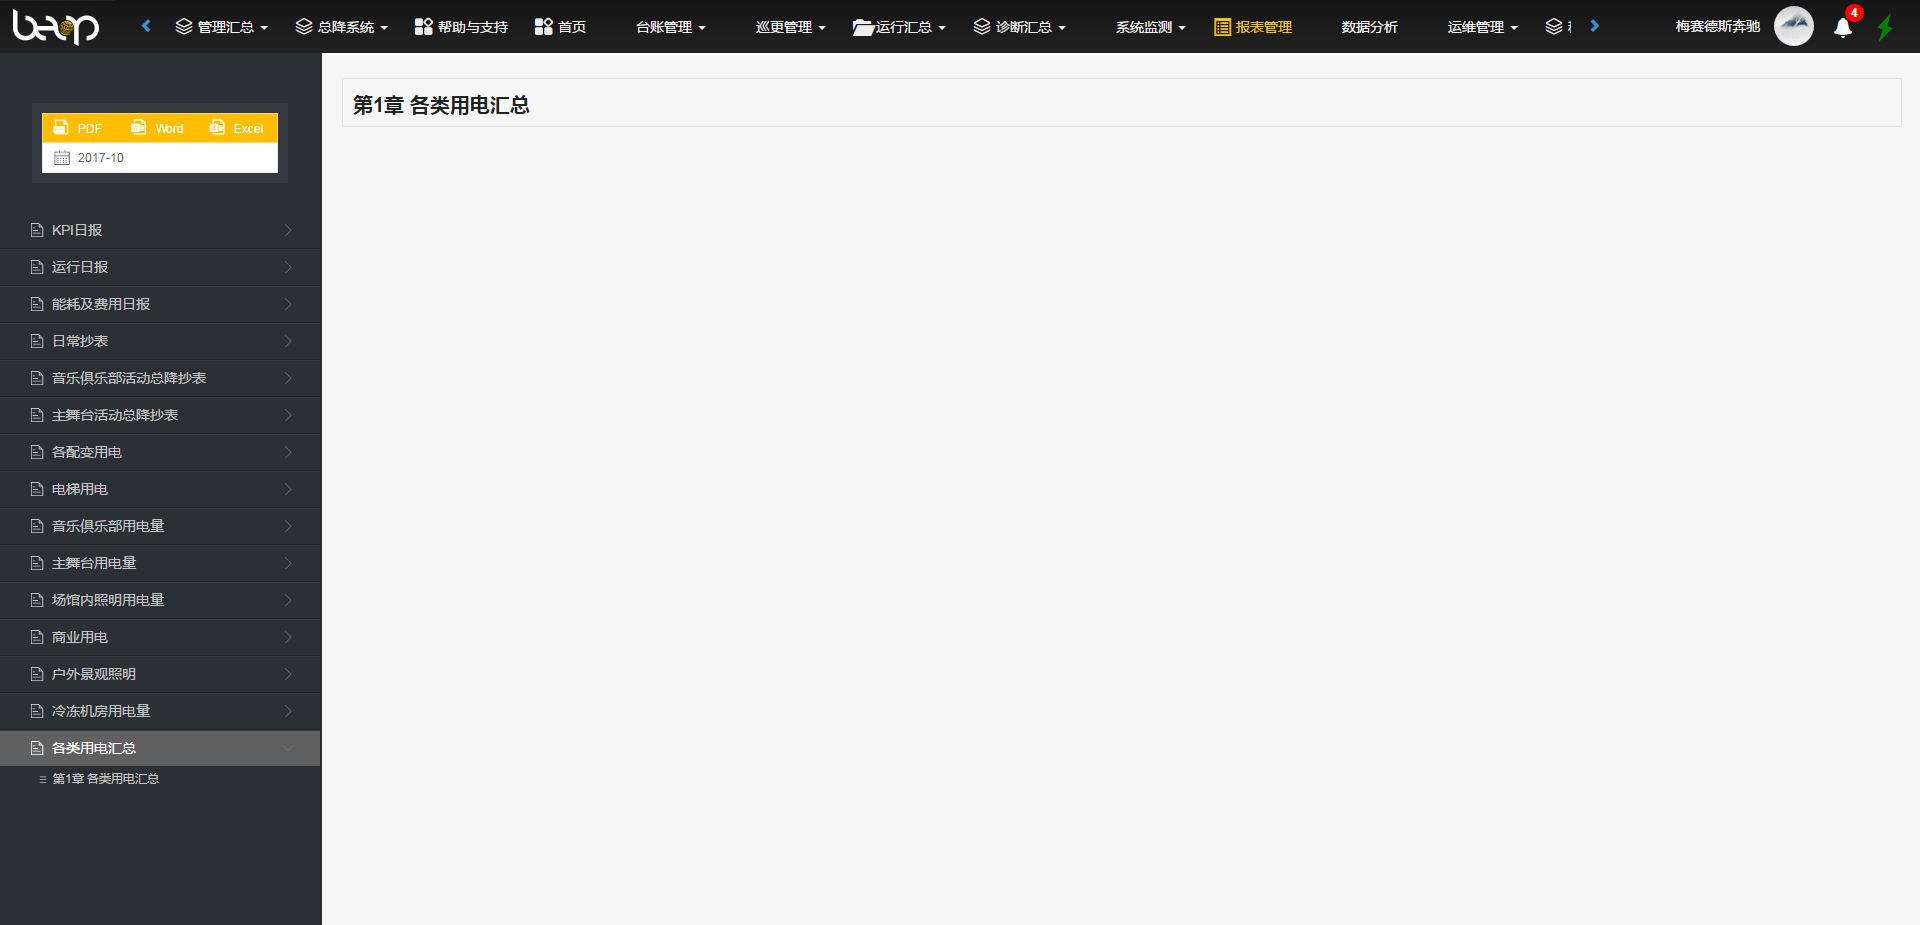 beop
管理汇总
总降系统
帮助与支持
首页
台账管理
巡更管理
运行汇总
诊断汇总
系统监测
报表管理
数据分析
运维管理
梅赛德斯奔驰
4
PDF
Word
Excel
2017-10
KPI日报
运行日报
能耗及费用日报
日常抄表
音乐俱乐部活动总降抄表
主舞台活动总降抄表
各配变用电
电梯用电
音乐俱乐部用电量
主舞台用电量
场馆内照明用电量
商业用电
户外景观照明
冷冻机房用电量
各类用电汇总
第1章 各类用电汇总
第1章 各类用电汇总